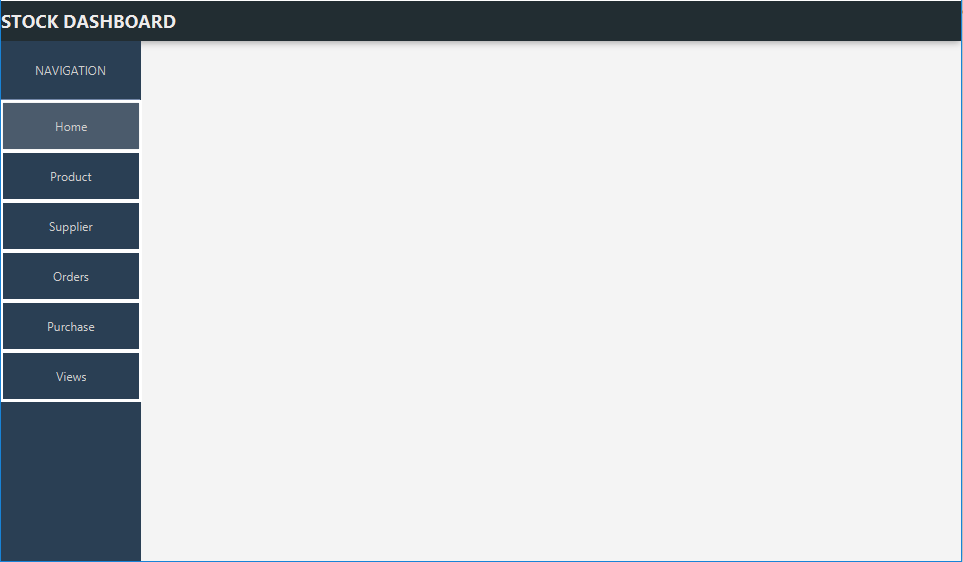 STOCK DASHBOARD
NAVIGATION
Home
Product
Supplier
Orders
Purchase
Views